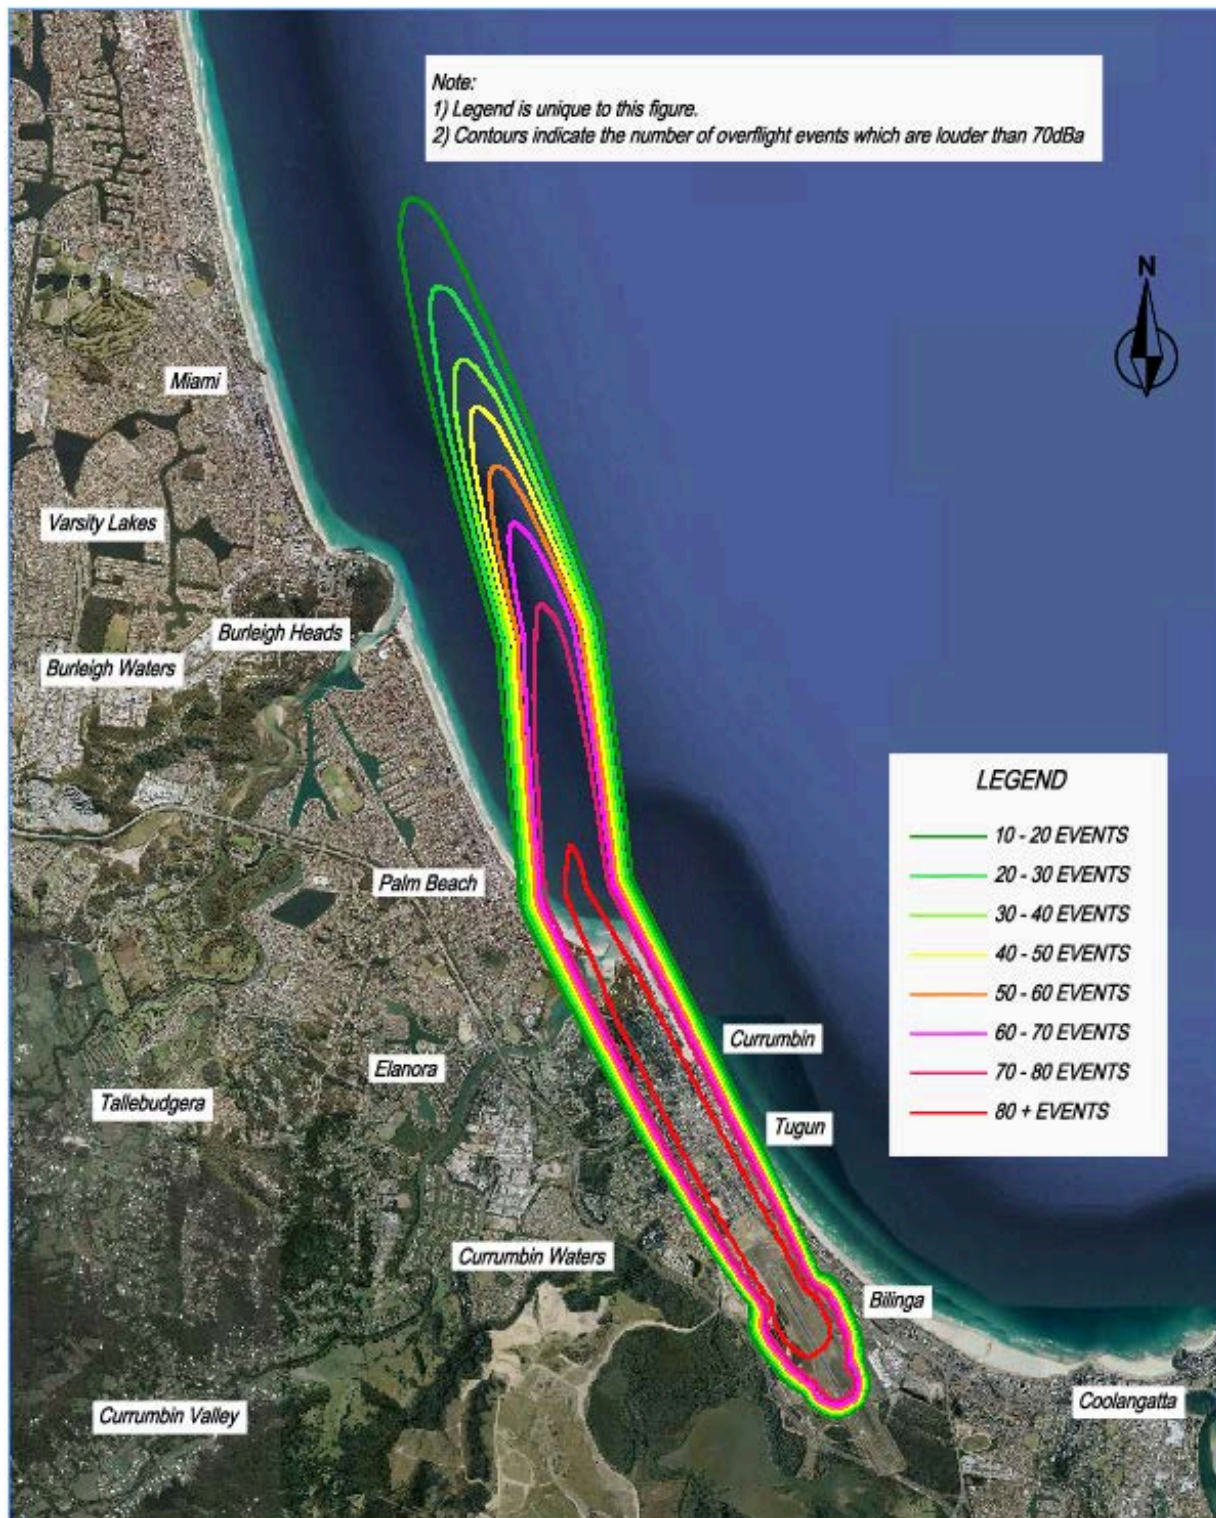 Note:
1) Legend is unique to this figure.
2) Contours indicate the number of overflight events which are louder than 70dBa
N
Miami
Varsity Lakes
Burleigh Heads
Burleigh Waters
LEGEND
10 - 20 EVENTS
20 - 30 EVENTS
30 - 40 EVENTS
40 - 50 EVENTS
50 - 60 EVENTS
60 - 70 EVENTS
70 - 80 EVENTS
80 + EVENTS
Palm Beach
Currumbin
Elanora
Tallebudgera
Tugun
Currumbin Waters
Bilinga
Coolangatta
Currumbin Valley